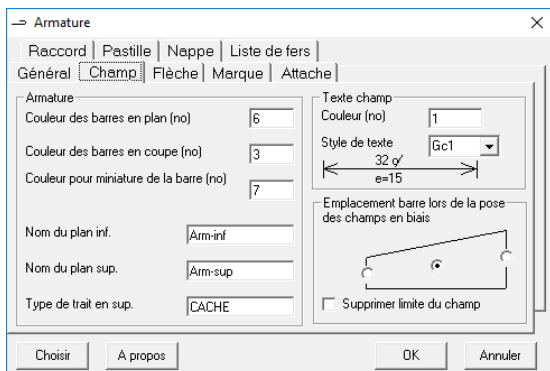 Armature
Raccord Pastille Nappe Liste de fers
Général Champ Flèche Marque Attache
Armature
Couleur des barres en plan (no) 6
Couleur des barres en coupe (no) 3
Couleur pour miniature de la barre (no) 7
Nom du plan inf. Arm-inf
Nom du plan sup. Arm-sup
Type de trait en sup. CACHE
Texte champ
Couleur (no) 1
Style de texte Gc1
32 ø
e=15
Emplacement barre lors de la pose
des champs en biais
Supprimer limite du champ
Choisir A propos OK Annuler